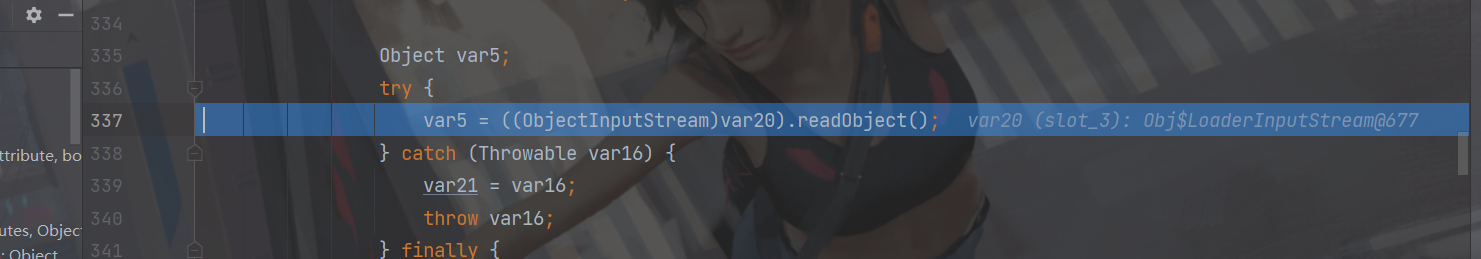 334
335 Object var5;
336 try {
337 var5 = ((ObjectInputStream)var20).readObject(); var20 (slot_3): Obj$LoaderInputStream@677
338 } catch (Throwable var16) {
ttribute, bo
339 var21 = var16;
340 throw var16;
utes, Objec
341 } finally {
: Object